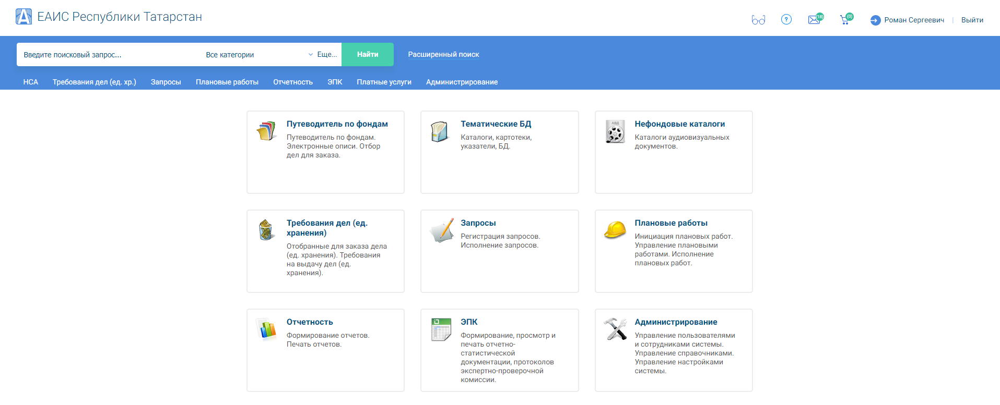 ЕАИС Республики Татарстан
(18)
(0)
Роман Сергеевич | Выйти
Введите поисковый запрос...
Все категории
Еще...
Найти
Расширенный поиск
НСА
Требования дел (ед. хр.)
Запросы
Плановые работы
Отчетность
ЭПК
Платные услуги
Администрирование
Путеводитель по фондам
Путеводитель по фондам.
Электронные описи. Отбор
дел для заказа.
Тематические БД
Каталоги, картотеки,
указатели, БД.
АВД
Нефондовые каталоги
Каталоги аудиовизуальных
документов.
Требования дел (ед.
хранения)
Отобранные для заказа дела
(ед. хранения). Требования
на выдачу дел (ед.
хранения).
Запросы
Регистрация запросов.
Исполнение запросов.
Плановые работы
Инициация плановых работ.
Управление плановыми
работами. Исполнение
плановых работ.
Отчетность
Формирование отчетов.
Печать отчетов.
ЭПК
Формирование, просмотр и
печать отчетно-
статистической
документации, протоколов
экспертно-проверочной
комиссии.
Администрирование
Управление пользователями
и сотрудниками системы.
Управление справочниками.
Управление настройками
системы.